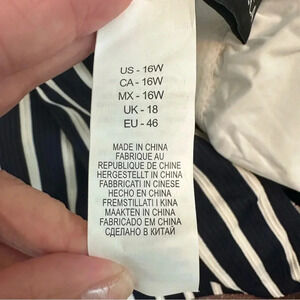 US - 16W
CA - 16W
MX - 16W
UK - 18
EU - 46
MADE IN CHINA
FABRIQUE AU
REPUBLIQUE DE CHINE
HERGESTELLT IN CHINA
FABBRICATI IN CINESE
HECHO EN CHINA
FREMSTILLATI I KINA
MAAKTEN IN CHINA
FABRICADO EM CHINA
СДЕЛАНО В КИТАЙ